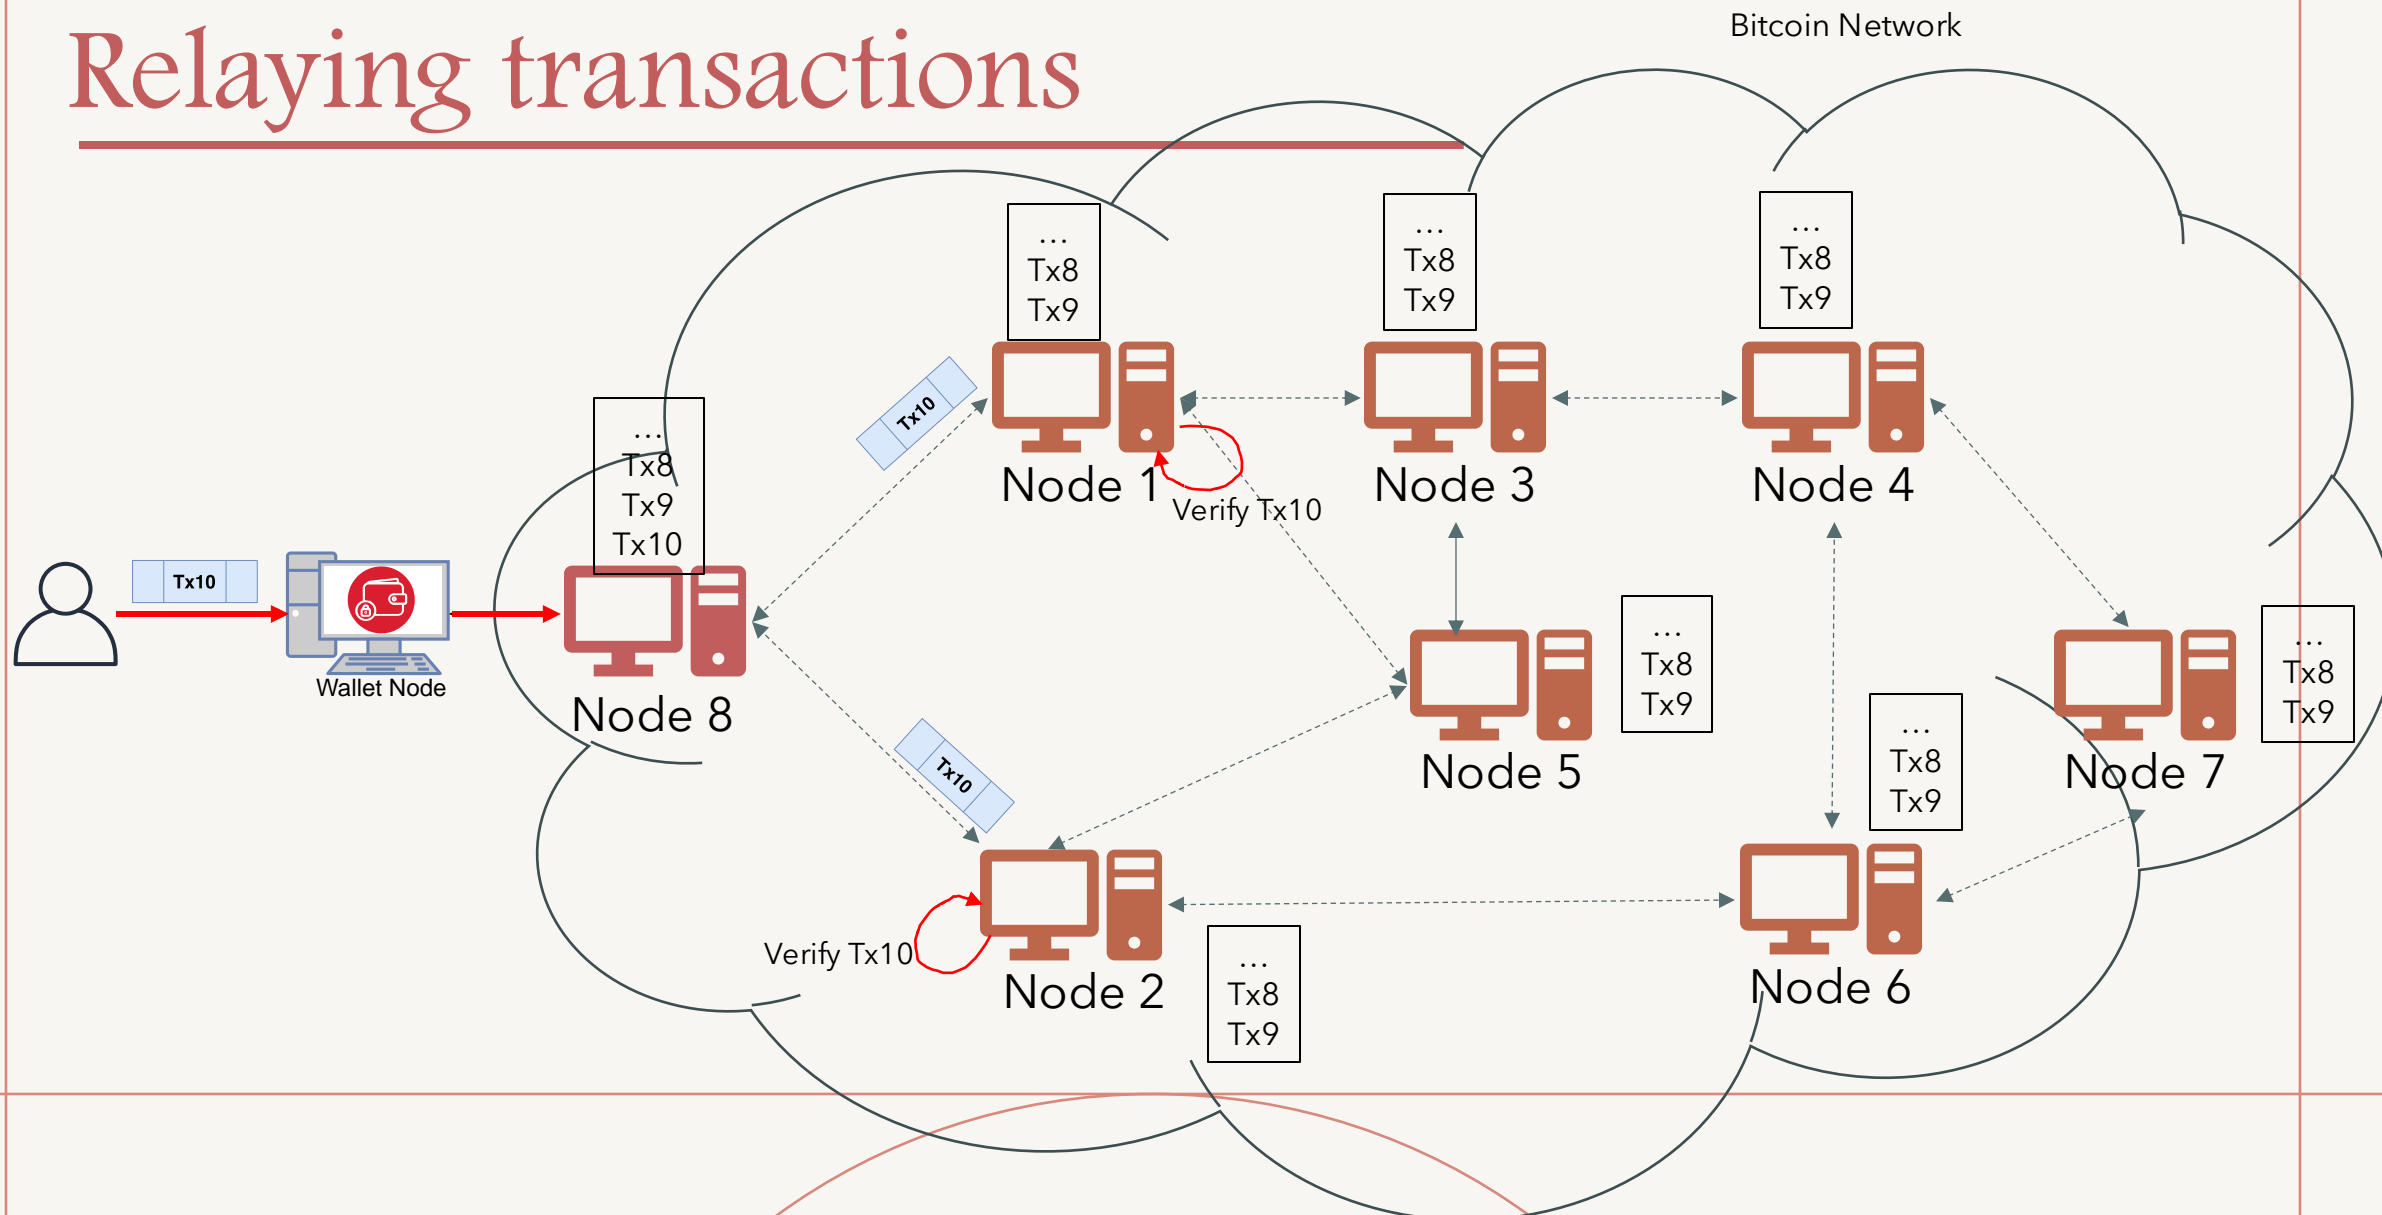 Relaying transactions
Bitcoin Network
...
Tx8
Tx9
...
Tx8
Tx9
...
Tx8
Tx9
Tx10
Node 1
Verify Tx10
Node 3
Node 4
...
Tx8
Tx9
Tx10
Tx10
Wallet Node
Node 8
...
Tx8
Tx9
Node 5
...
Tx8
Tx9
Node 7
...
Tx8
Tx9
Node 6
Tx10
Verify Tx10
Node 2
...
Tx8
Tx9